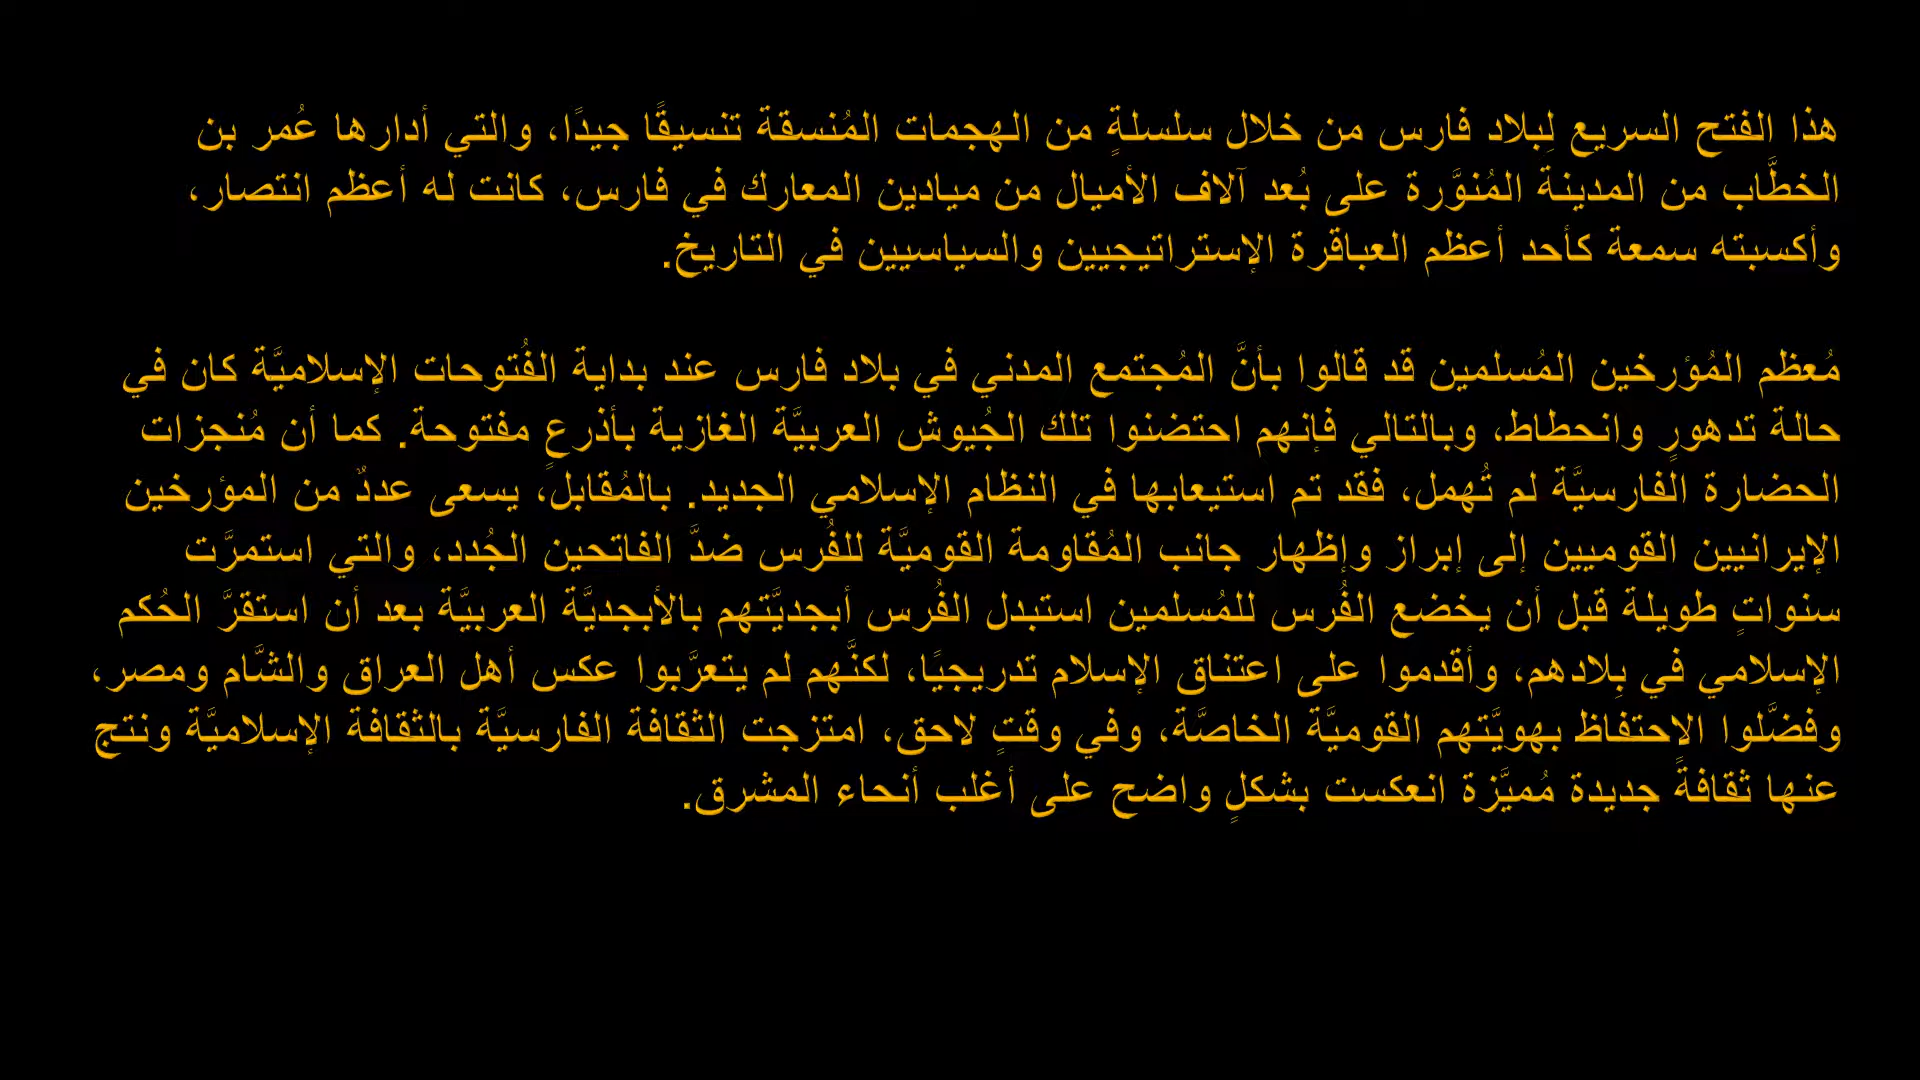 هذا الفتح السريع لِبلاد فارس من خلال سلسلةٍ من الهجمات المُنسقة تنسيقًا جيدًا، والتي أدارها عُمر بن
الخطَّاب من المدينة المُنوَّرة على بُعد آلاف الأميال من ميادين المعارك في فارس، كانت له أعظم انتصار،
وأكسبته سمعة كأحد أعظم العباقرة الإستراتيجيين والسياسيين في التاريخ.
مُعظم المُؤرخين المُسلمين قد قالوا بأنَّ المُجتمع المدني في بلاد فارس عند بداية الفُتوحات الإسلاميَّة كان في
حالة تدهورٍ وانحطاط، وبالتالي فإنهم احتضنوا تلك الجُيوش العربيَّة الغازية بأذرعٍ مفتوحة. كما أن مُنجزات
الحضارة الفارسيَّة لم تُهمل، فقد تم استيعابها في النظام الإسلامي الجديد. بالمُقابل، يسعى عددٌ من المؤرخين
الإيرانيين القوميين إلى إبراز وإظهار جانب المُقاومة القوميَّة للفُرس ضدَّ الفاتحين الجُدد، والتي استمرَّت
سنواتٍ طويلة قبل أن يخضع الفُرس للمُسلمين استبدل الفُرس أبجديَّتهم بالأبجديَّة العربيَّة بعد أن استقرَّ الحُكم
الإسلامي في بِلادهم، وأقدموا على اعتناق الإسلام تدريجيًا، لكنَّهم لم يتعرَّبوا عكس أهل العراق والشَّام ومصر،
وفضَّلوا الاحتفاظ بهويَّتهم القوميَّة الخاصَّة، وفي وقتٍ لاحق، امتزجت الثقافة الفارسيَّة بالثقافة الإسلاميَّة ونتج
عنها ثقافةً جديدة مُميَّزة انعكست بشكلٍ واضح على أغلب أنحاء المشرق.